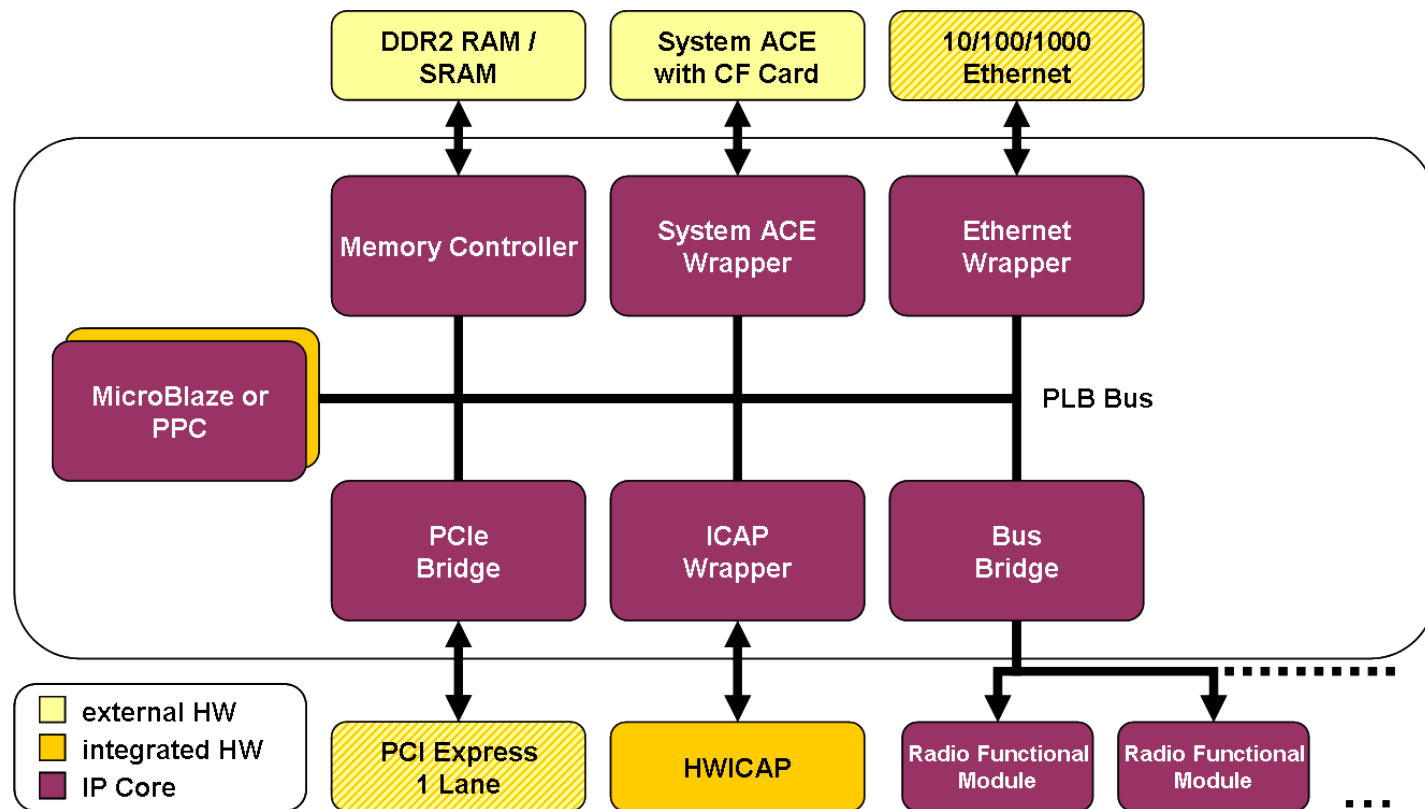 DDR2 RAM /
SRAM
System ACE
with CF Card
10/100/1000
Ethernet
Memory Controller
System ACE
Wrapper
Ethernet
Wrapper
MicroBlaze or
PPC
PLB Bus
PCIe
Bridge
ICAP
Wrapper
Bus
Bridge
external HW
integrated HW
IP Core
PCI Express
1 Lane
HWICAP
Radio Functional
Module
Radio Functional
Module
...